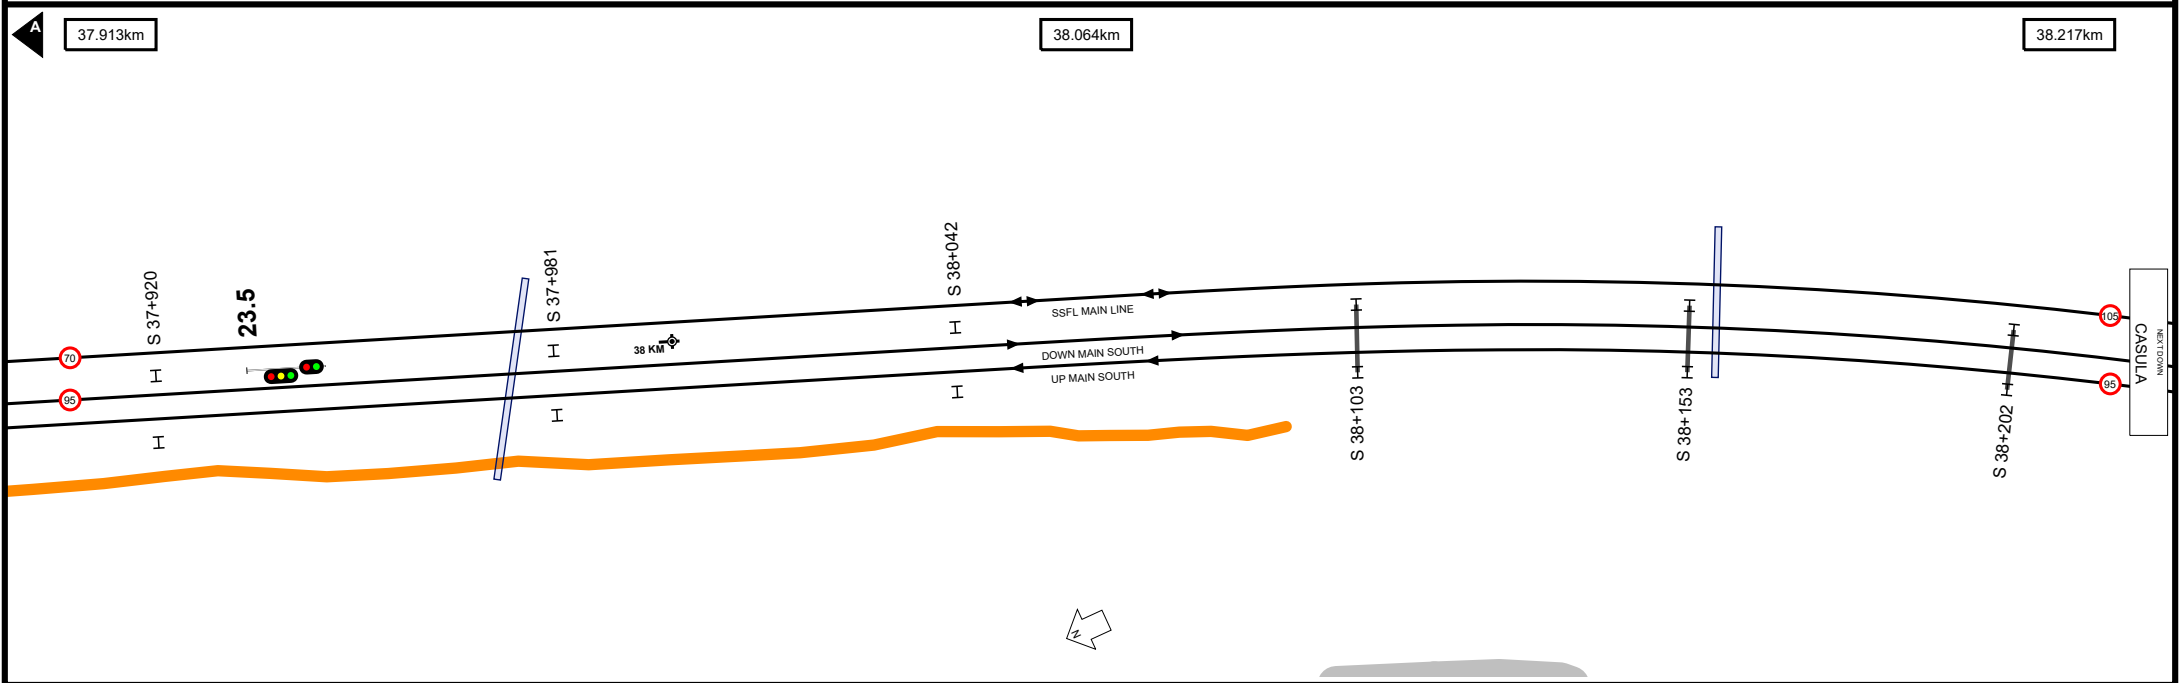 A
37.913km
38.064km
38.217km
S 37+920
23.5
S 37+981
S 38+042
38 KM
SSFL MAIN LINE
DOWN MAIN SOUTH
UP MAIN SOUTH
70
95
105
95
S 38+103
S 38+153
S 38+202
NEXT DOWN
CASULA
N